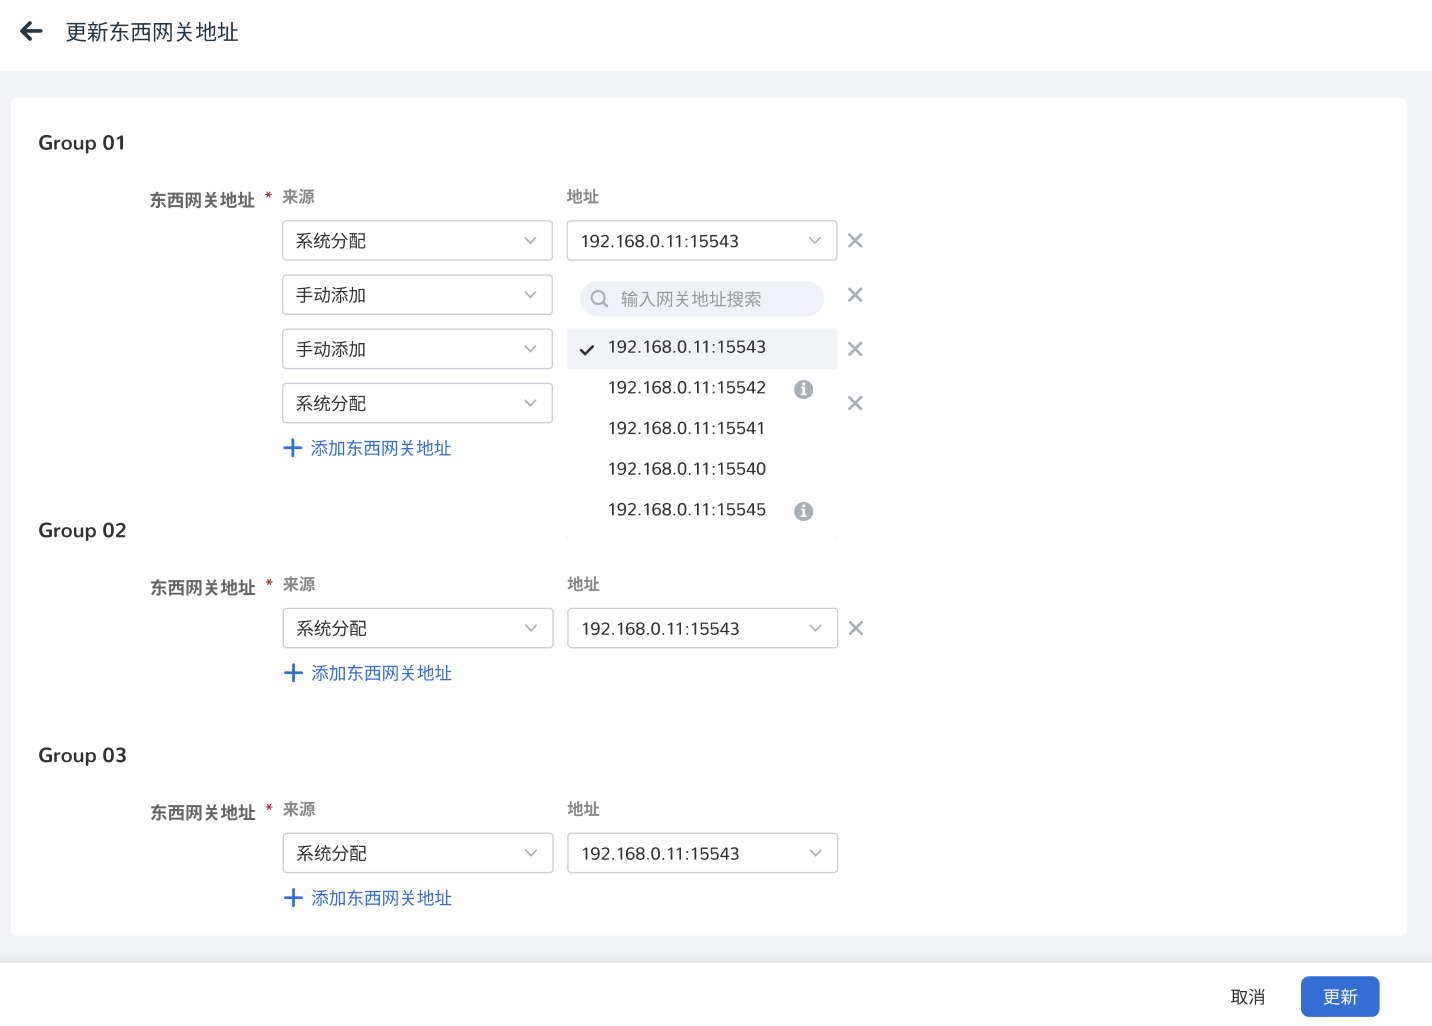 更新东西网关地址
Group 01
东西网关地址 * 来源 地址
系统分配 192.168.0.11:15543
手动添加 输入网关地址搜索
手动添加 192.168.0.11:15543
192.168.0.11:15542
系统分配
192.168.0.11:15541
添加东西网关地址
192.168.0.11:15540
192.168.0.11:15545
Group 02
东西网关地址 * 来源 地址
系统分配 192.168.0.11:15543
添加东西网关地址
Group 03
东西网关地址 * 来源 地址
系统分配 192.168.0.11:15543
添加东西网关地址
取消 更新